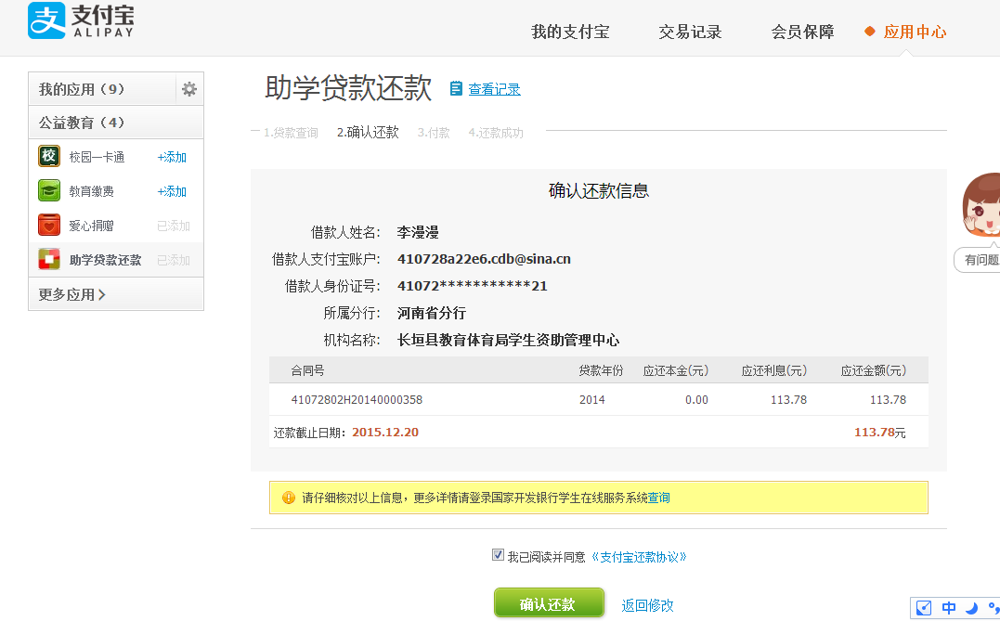 支付宝
ALIPAY
我的支付宝 交易记录 会员保障 应用中心
我的应用（9）
公益教育（4）
校 校园一卡通 +添加
教育缴费 +添加
爱心捐赠 已添加
助学贷款还款 已添加
更多应用
助学贷款还款 查看记录
1.贷款查询 2.确认还款 3.付款 4.还款成功
确认还款信息
借款人姓名： 李漫漫
借款人支付宝账户： 410728a22e6.cdb@sina.cn
借款人身份证号： 41072***********21
所属分行： 河南省分行
机构名称： 长垣县教育体育局学生资助管理中心
合同号 贷款年份 应还本金(元) 应还利息(元) 应还金额(元)
41072802H20140000358 2014 0.00 113.78 113.78
还款截止日期：2015.12.20 113.78元
请仔细核对以上信息，更多详情请登录国家开发银行学生在线服务系统查询
我已阅读并同意 《支付宝还款协议》
确认还款 返回修改
有问题
中